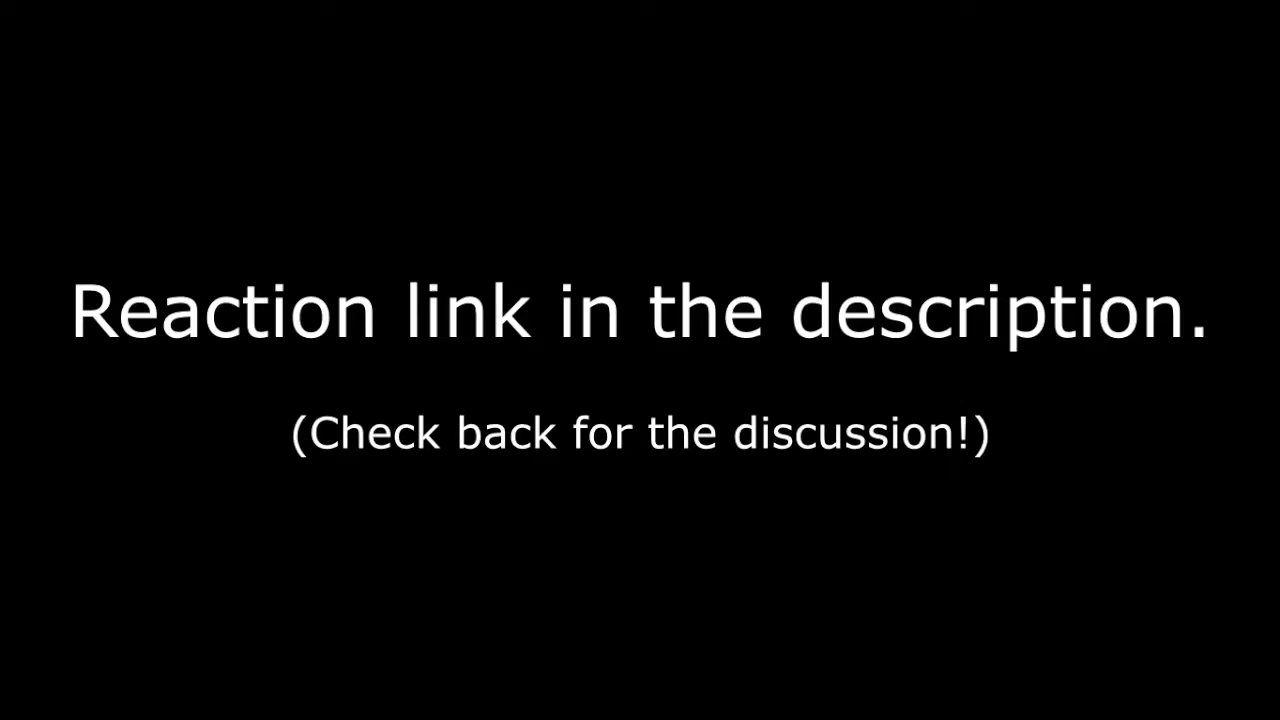 Reaction link in the description.
(Check back for the discussion!)